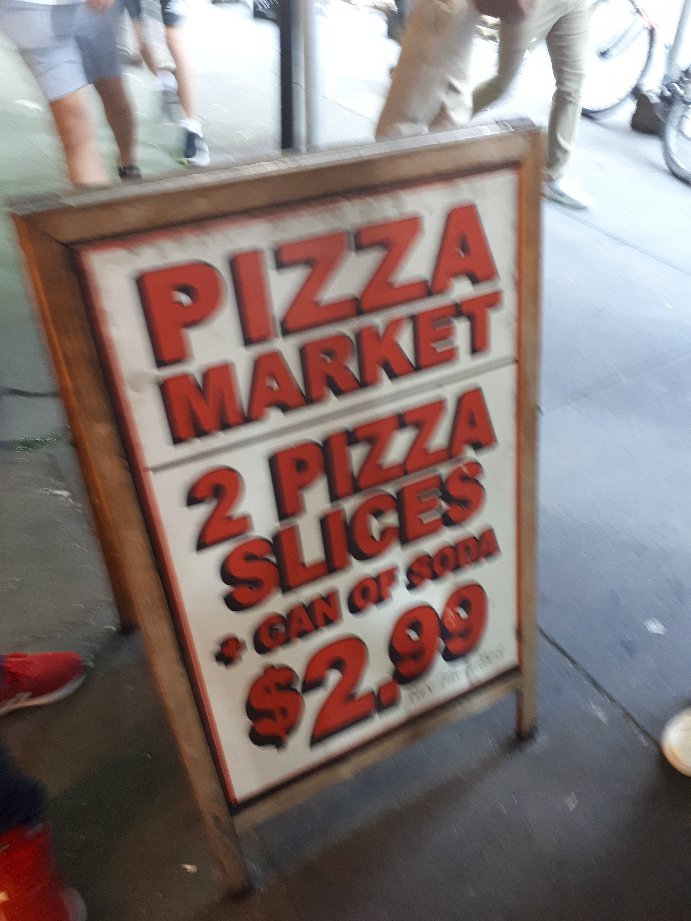 PIZZA
MARKET
2 PIZZA
SLICES
+ CAN OF SODA
$2.99